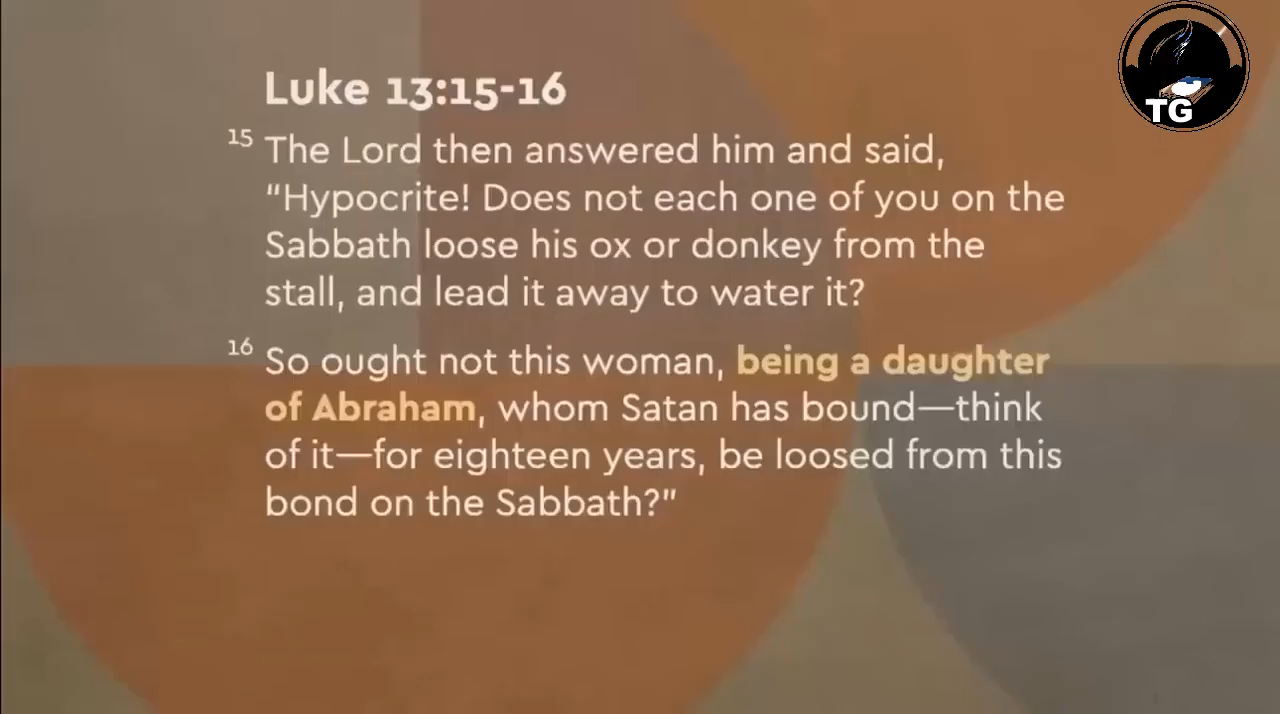 TG
Luke 13:15-16
15 The Lord then answered him and said,
“Hypocrite! Does not each one of you on the
Sabbath loose his ox or donkey from the
stall, and lead it away to water it?
16 So ought not this woman, being a daughter
of Abraham, whom Satan has bound—think
of it—for eighteen years, be loosed from this
bond on the Sabbath?”